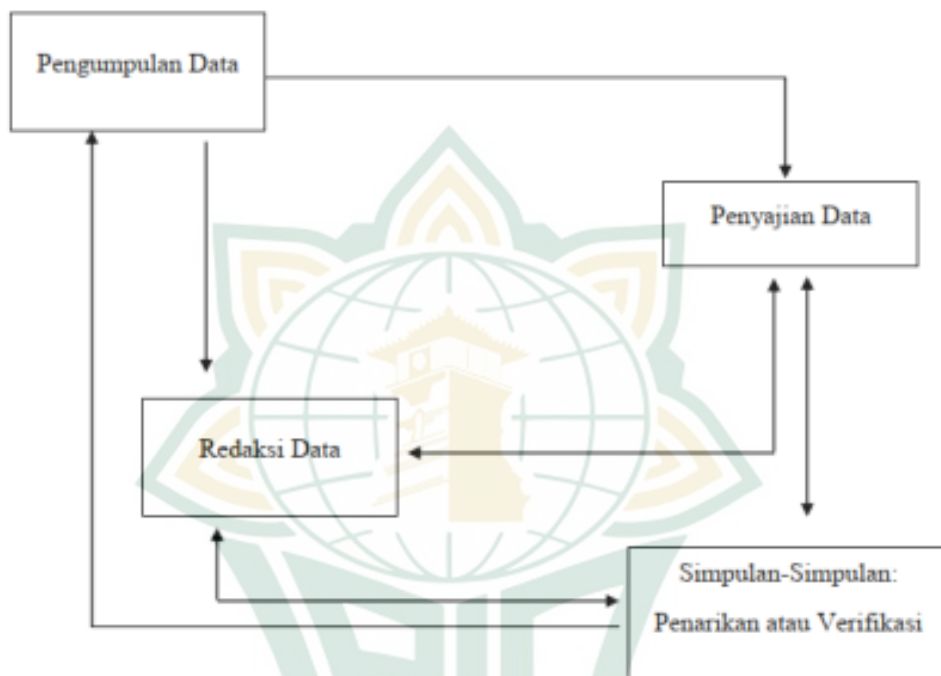 Pengumpulan Data
Penyajian Data
Redaksi Data
Simpulan-Simpulan:
Penarikan atau Verifikasi